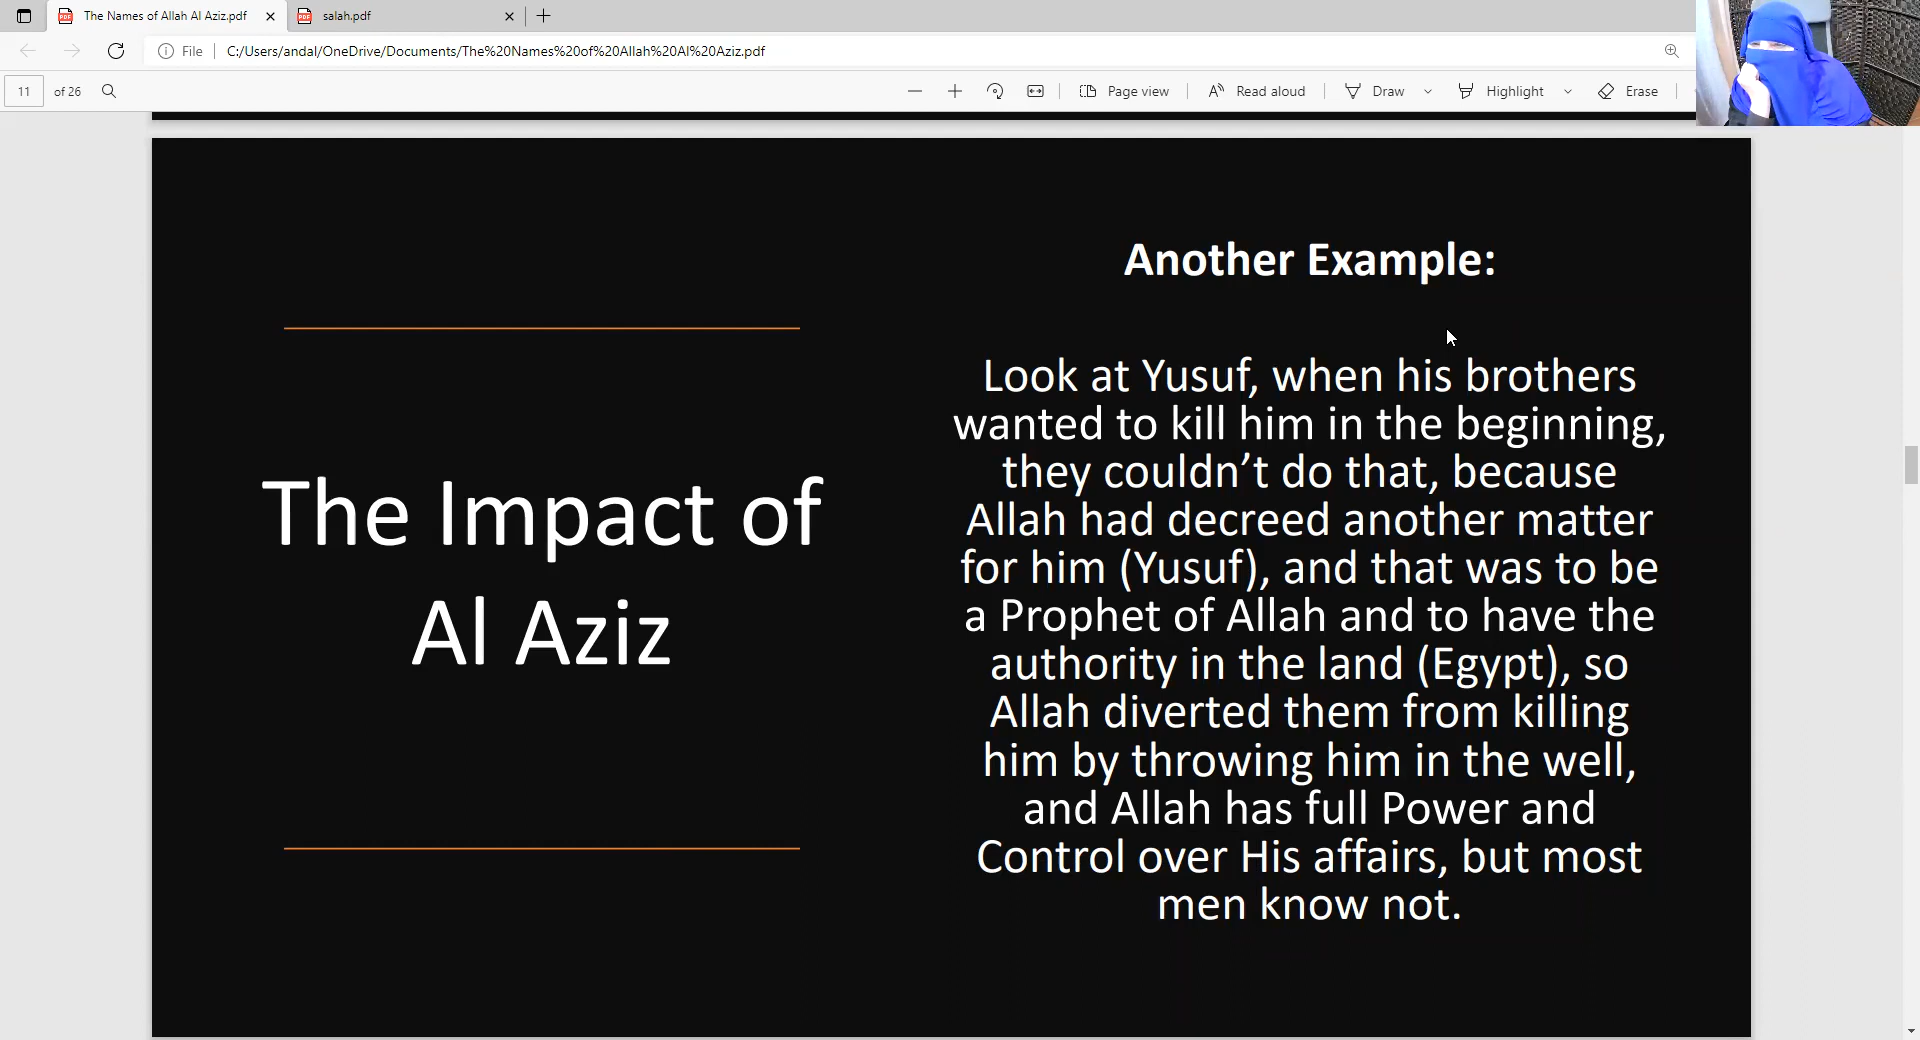 The Names of Allah Al Aziz.pdf
salah.pdf
File
C:/Users/andal/OneDrive/Documents/The%20Names%20of%20Allah%20Al%20Aziz.pdf
11 of 26
Page view
Read aloud
Draw
Highlight
Erase
The Impact of
Al Aziz
Another Example:
Look at Yusuf, when his brothers
wanted to kill him in the beginning,
they couldn’t do that, because
Allah had decreed another matter
for him (Yusuf), and that was to be
a Prophet of Allah and to have the
authority in the land (Egypt), so
Allah diverted them from killing
him by throwing him in the well,
and Allah has full Power and
Control over His affairs, but most
men know not.